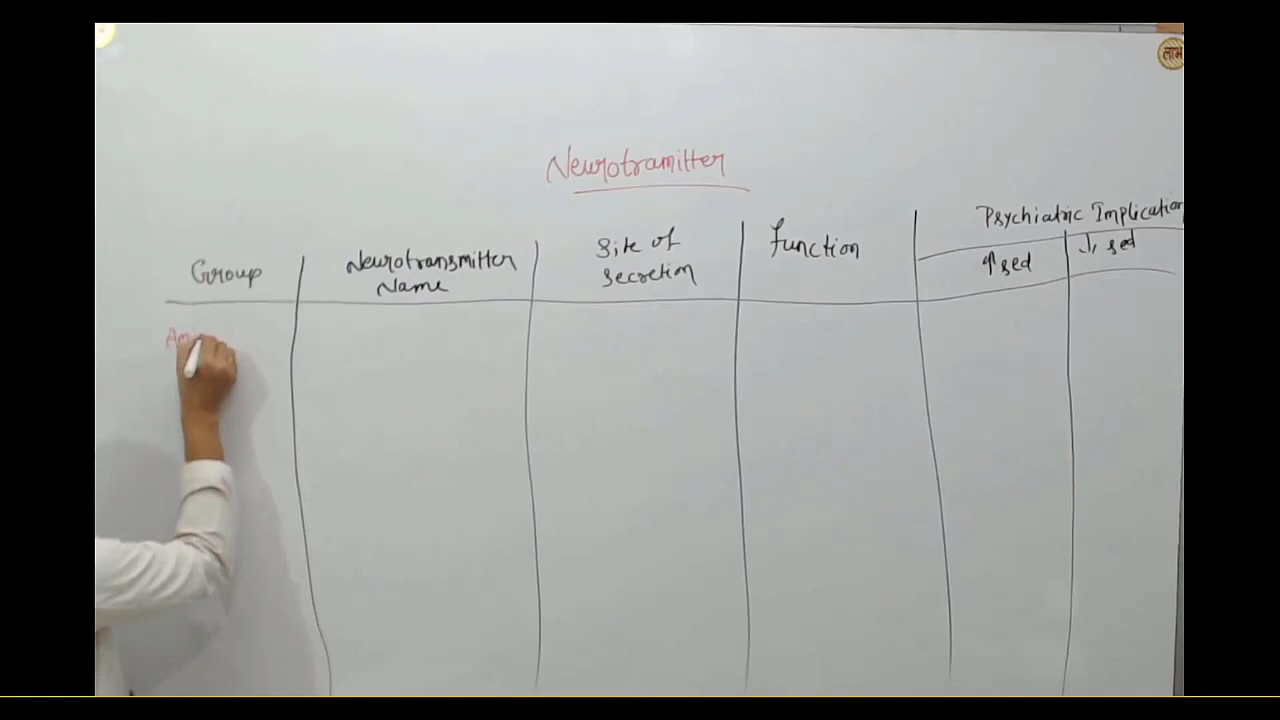 Neurotramitter
Group
Neurotransmitter
Name
Site of
secretion
Function
Psychiatric Implication
↑sed
↓sed
लाभ